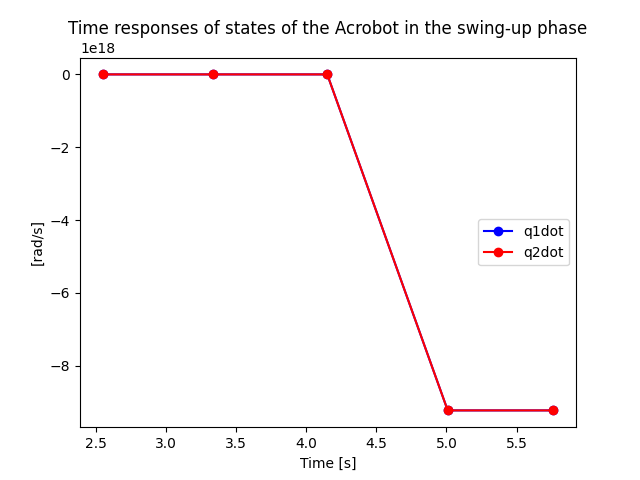 Time responses of states of the Acrobot in the swing-up phase
1e18
0
−2
−4
−6
−8
[rad/s]
q1dot
q2dot
2.5 3.0 3.5 4.0 4.5 5.0 5.5
Time [s]